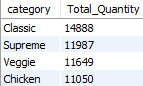 category Total_Quantity
Classic 14888
Supreme 11987
Veggie 11649
Chicken 11050